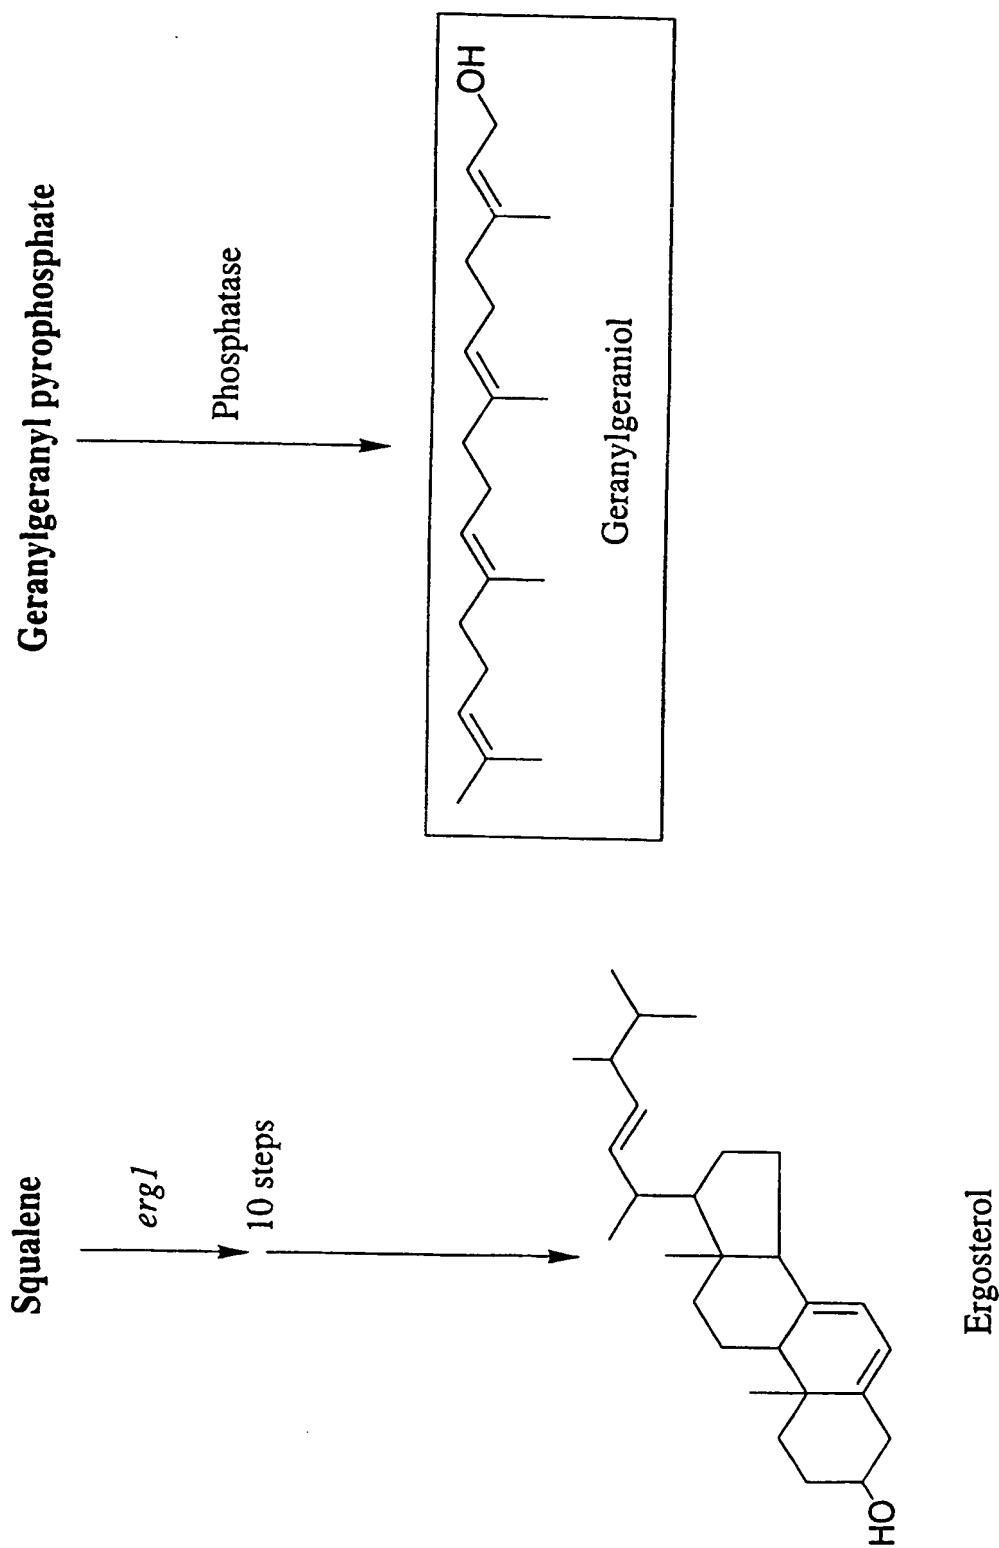 Squalene
erg1
10 steps
HO
Ergosterol
Geranylgeranyl pyrophosphate
Phosphatase
OH
Geranylgeraniol